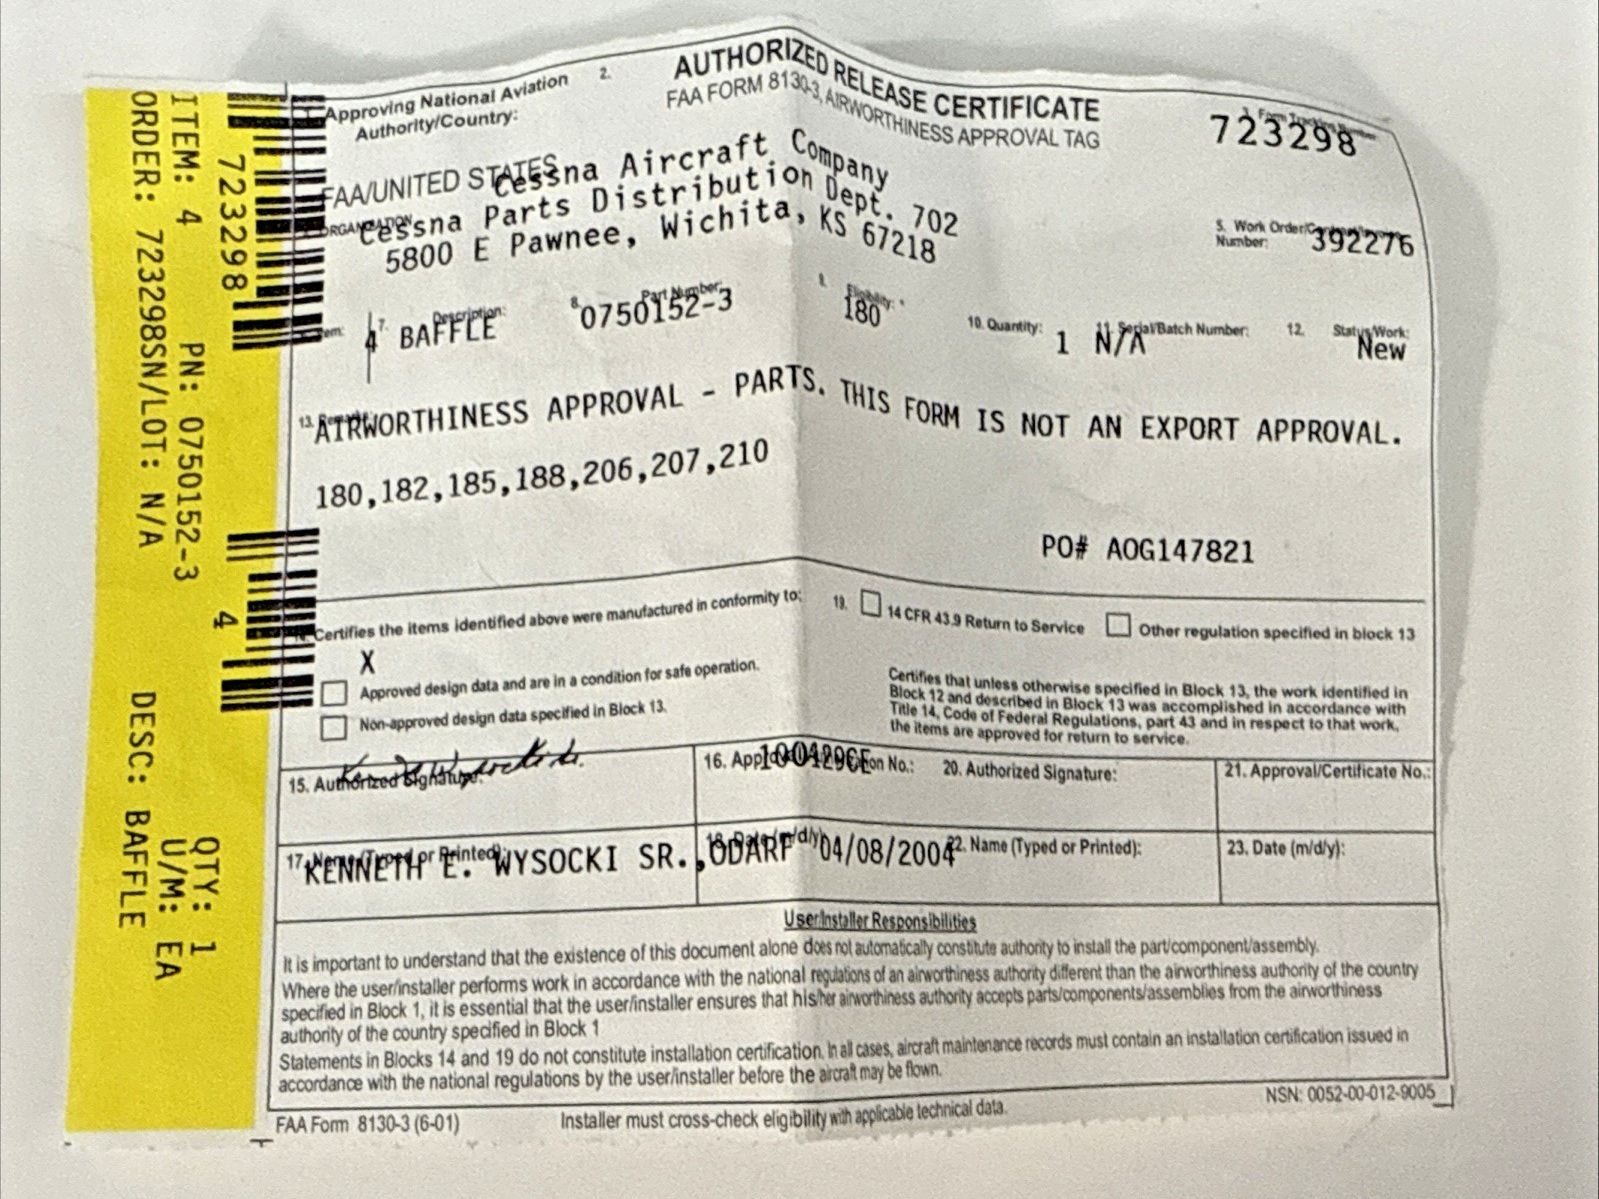 ITEM: 4 PN: 0750152-3 QTY: 1
ORDER: 723298SN/LOT: N/A U/M: EA
DESC: BAFFLE
723298
4
1. Approving National Aviation
Authority/Country:
FAA/UNITED STATES
2.
AUTHORIZED RELEASE CERTIFICATE
FAA FORM 8130-3, AIRWORTHINESS APPROVAL TAG
3. Form Tracking Number
723298
ORGANIZATION
Cessna Aircraft Company
Cessna Parts Distribution Dept. 702
5800 E Pawnee, Wichita, KS 67218
5. Work Order/Contract/Invoice
Number:
392276
Item: 7. Description: 8. Part Number: 9. Eligibility: * 10. Quantity: 11. Serial/Batch Number: 12. Status/Work:
4 BAFFLE 0750152-3 180 1 N/A New
13. Remarks:
AIRWORTHINESS APPROVAL - PARTS. THIS FORM IS NOT AN EXPORT APPROVAL.
180,182,185,188,206,207,210
PO# AOG147821
Certifies the items identified above were manufactured in conformity to:
X
Approved design data and are in a condition for safe operation.
Non-approved design data specified in Block 13.
19. 14 CFR 43.9 Return to Service Other regulation specified in block 13
Certifies that unless otherwise specified in Block 13, the work identified in
Block 12 and described in Block 13 was accomplished in accordance with
Title 14, Code of Federal Regulations, part 43 and in respect to that work,
the items are approved for return to service.
15. Authorized Signature:
16. Approval/Authorization No.:
100129CE
20. Authorized Signature:
21. Approval/Certificate No.:
17. Name (Typed or Printed):
KENNETH E. WYSOCKI SR.,ODARF
18. Date (m/d/y)
04/08/2004
22. Name (Typed or Printed):
23. Date (m/d/y):
User/Installer Responsibilities
It is important to understand that the existence of this document alone does not automatically constitute authority to install the part/component/assembly.
Where the user/installer performs work in accordance with the national regulations of an airworthiness authority different than the airworthiness authority of the country
specified in Block 1, it is essential that the user/installer ensures that his/her airworthiness authority accepts parts/components/assemblies from the airworthiness
authority of the country specified in Block 1
Statements in Blocks 14 and 19 do not constitute installation certification. In all cases, aircraft maintenance records must contain an installation certification issued in
accordance with the national regulations by the user/installer before the aircraft may be flown.
NSN: 0052-00-012-9005
FAA Form 8130-3 (6-01)
Installer must cross-check eligibility with applicable technical data.